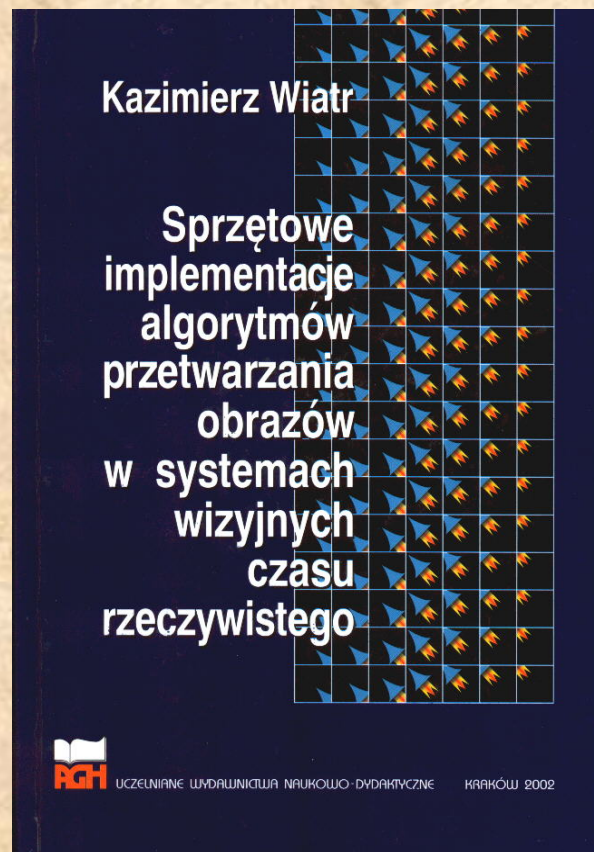 Kazimierz Wiatr
Sprzętowe
implementacje
algorytmów
przetwarzania
obrazów
w systemach
wizyjnych
czasu
rzeczywistego
AGH UCZELNIANE WYDAWNICTWA NAUKOWO-DYDAKTYCZNE KRAKÓW 2002